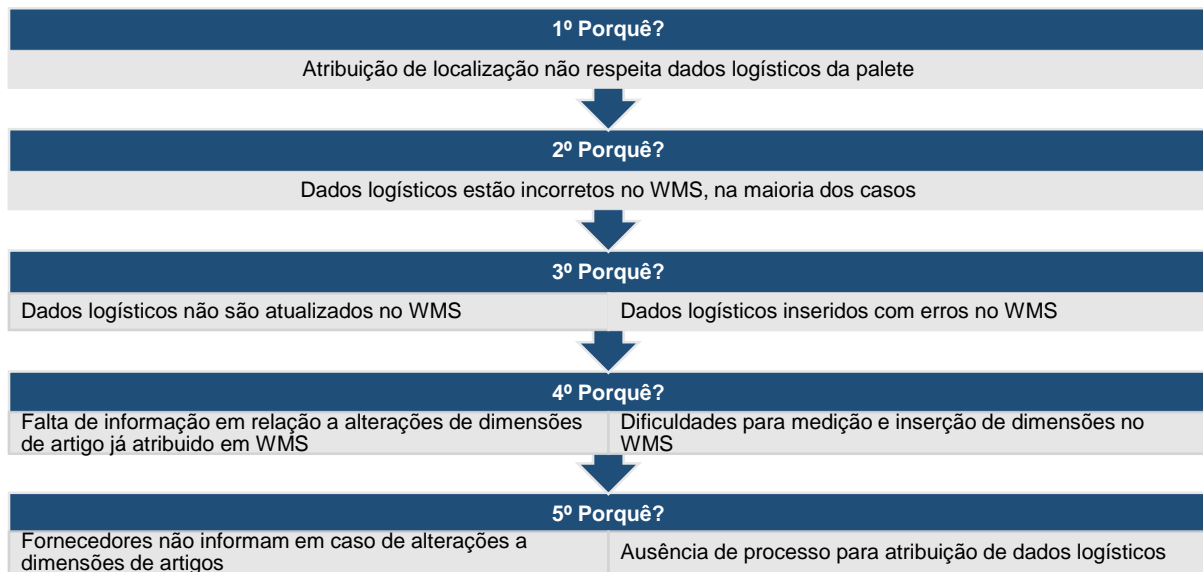 1º Porquê?
Atribuição de localização não respeita dados logísticos da palete
2º Porquê?
Dados logísticos estão incorretos no WMS, na maioria dos casos
3º Porquê?
Dados logísticos não são atualizados no WMS
Dados logísticos inseridos com erros no WMS
4º Porquê?
Falta de informação em relação a alterações de dimensões
de artigo já atribuido em WMS
Dificuldades para medição e inserção de dimensões no
WMS
5º Porquê?
Fornecedores não informam em caso de alterações a
dimensões de artigos
Ausência de processo para atribuição de dados logísticos